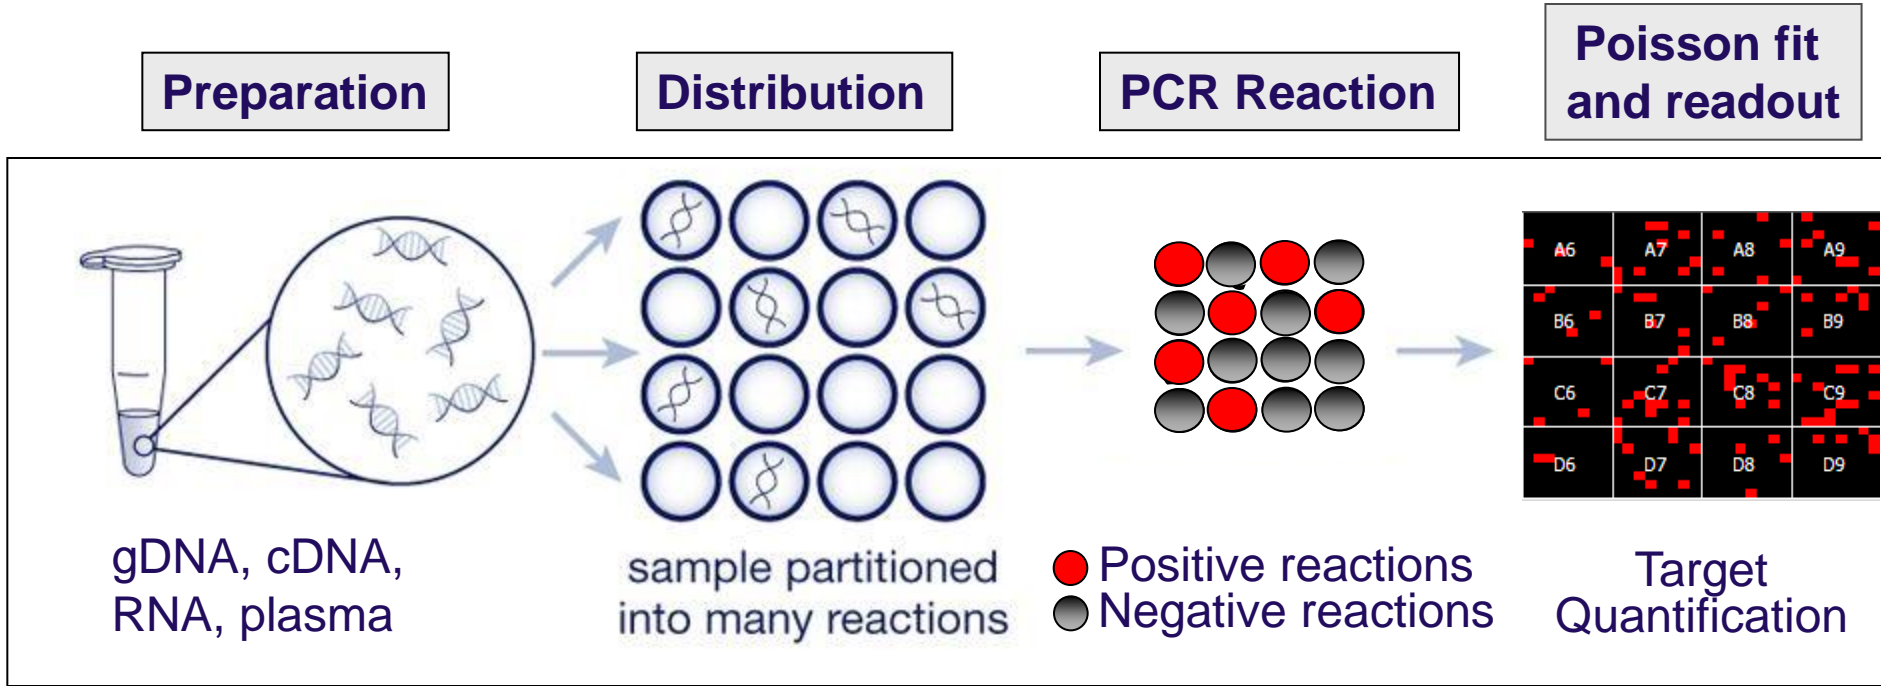 Preparation
Distribution
PCR Reaction
Poisson fit
and readout
A6 A7 A8 A9
B6 B7 B8 B9
C6 C7 C8 C9
D6 D7 D8 D9
gDNA, cDNA,
RNA, plasma
sample partitioned
into many reactions
Positive reactions
Negative reactions
Target
Quantification